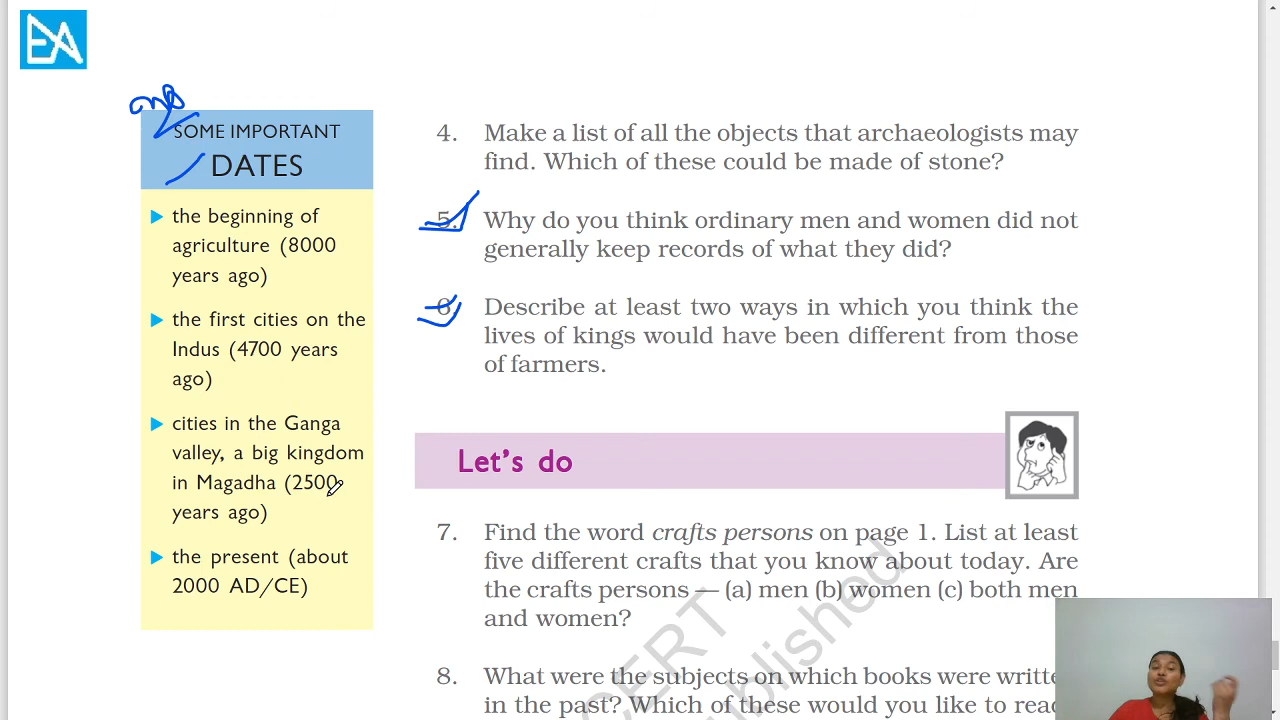 EA
SOME IMPORTANT
DATES
the beginning of
agriculture (8000
years ago)
the first cities on the
Indus (4700 years
ago)
cities in the Ganga
valley, a big kingdom
in Magadha (2500
years ago)
the present (about
2000 AD/CE)
4. Make a list of all the objects that archaeologists may
find. Which of these could be made of stone?
5. Why do you think ordinary men and women did not
generally keep records of what they did?
6. Describe at least two ways in which you think the
lives of kings would have been different from those
of farmers.
Let's do
7. Find the word crafts persons on page 1. List at least
five different crafts that you know about today. Are
the crafts persons — (a) men (b) women (c) both men
and women?
8. What were the subjects on which books were writte
in the past? Which of these would you like to read
CERT
ublished